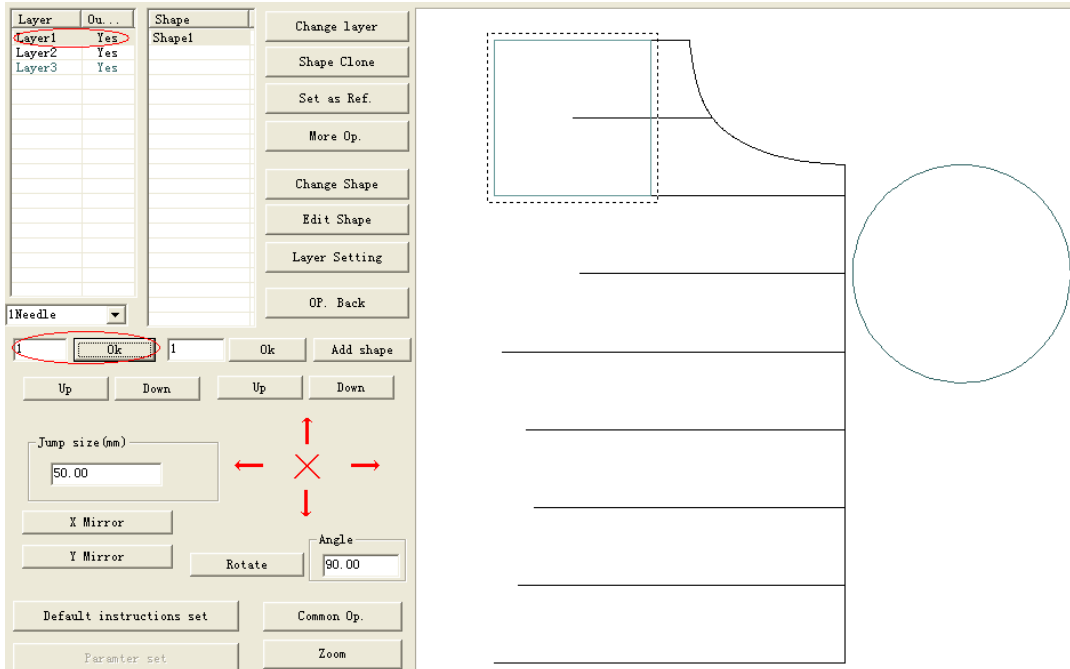 Layer Ou... Shape
Layer1 Yes Shape1
Layer2 Yes
Layer3 Yes
Change layer
Shape Clone
Set as Ref.
More Op.
Change Shape
Edit Shape
Layer Setting
OP. Back
1Needle
1 Ok 1 Ok Add shape
Up Down Up Down
Jump size(mm)
50.00
X Mirror
Y Mirror
Rotate
Angle
90.00
Default instructions set Common Op.
Paramter set Zoom